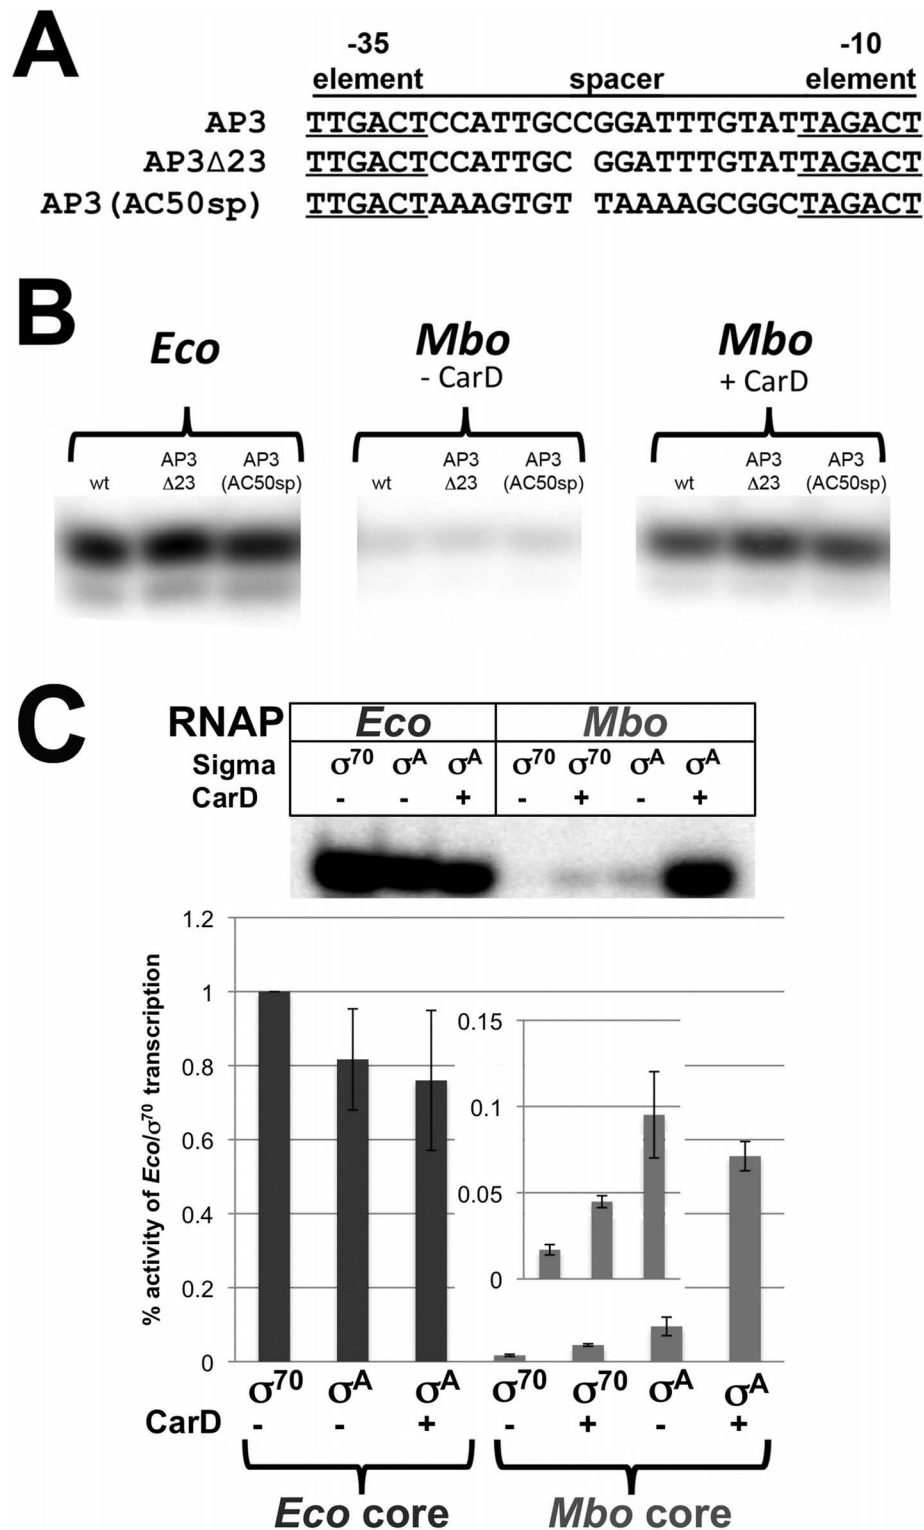 A
-35 -10
element spacer element
AP3 TTGACTCCATTGCCGGATTTGTATTAGACT
AP3Δ23 TTGACTCCATTGC GGATTTGTATTAGACT
AP3(AC50sp) TTGACTAAAGTGT TAAAAGCGGCTAGACT
B
Eco Mbo Mbo
- CarD + CarD
wt AP3 Δ23 AP3 (AC50sp) wt AP3 Δ23 AP3 (AC50sp) wt AP3 Δ23 AP3 (AC50sp)
C
RNAP Eco Mbo
Sigma σ70 σA σA σ70 σ70 σA σA
CarD - - + - + - +
% activity of Eco/σ70 transcription
1.2
1
0.8
0.6
0.4
0.2
0
0.15
0.1
0.05
0
σ70 σA σA σ70 σ70 σA σA
CarD - - + - + - +
Eco core Mbo core